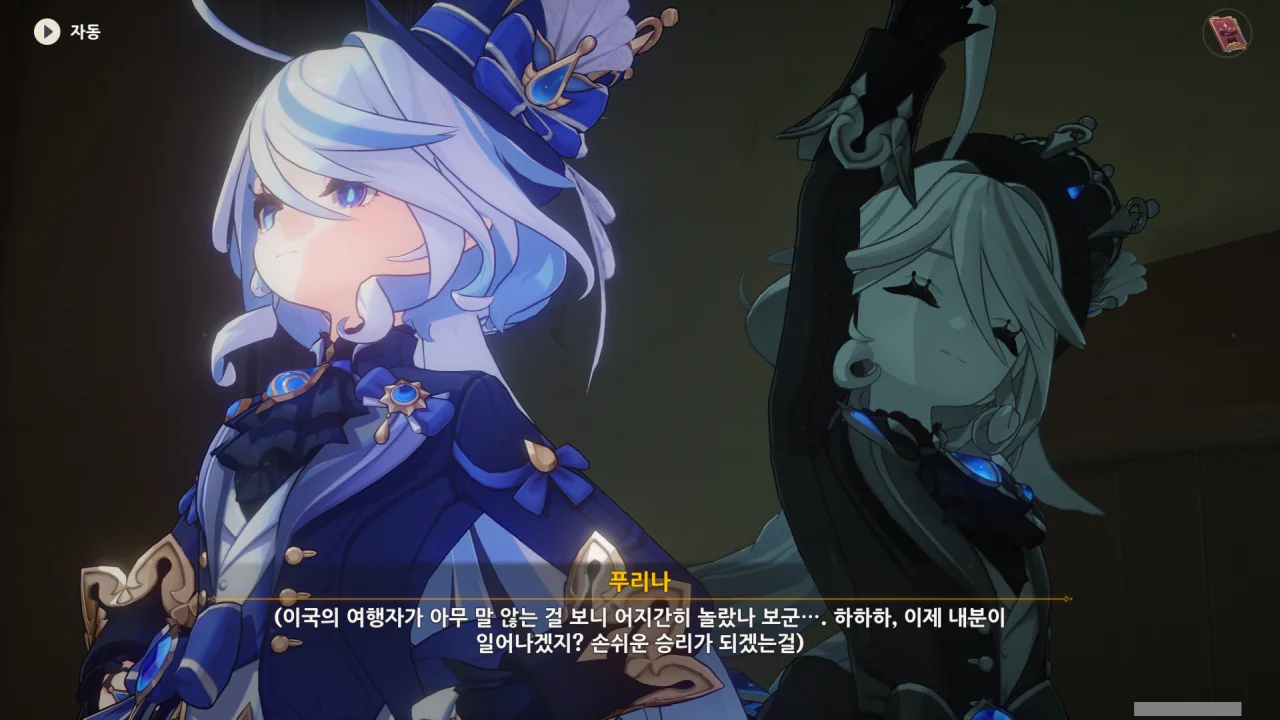 자동
푸리나
(이국의 여행자가 아무 말 않는 걸 보니 어지간히 놀랐나 보군…. 하하하, 이제 내분이
일어나겠지? 손쉬운 승리가 되겠는걸)